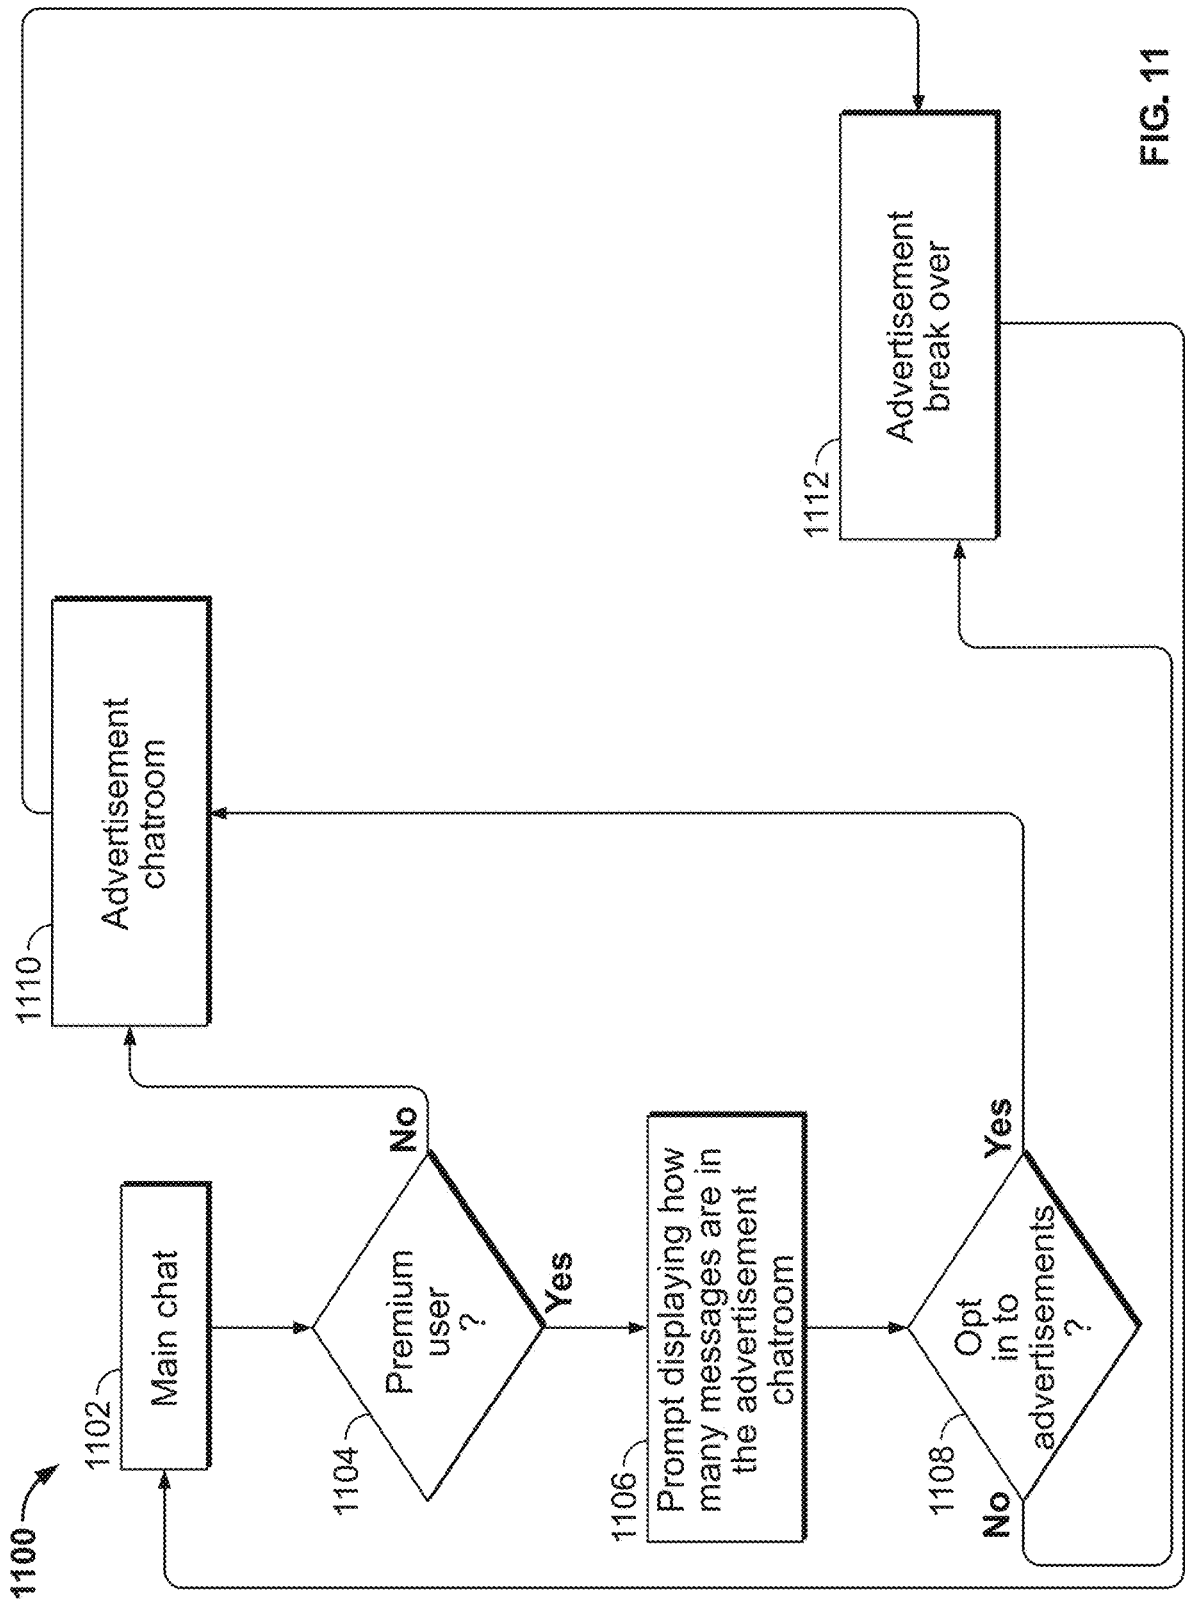 1100
1102
Main chat
1104
Premium
user
?
No
Yes
1106
Prompt displaying how
many messages are in
the advertisement
chatroom
1108
Opt
in to
advertisements
?
No
Yes
1110
Advertisement
chatroom
1112
Advertisement
break over
FIG. 11